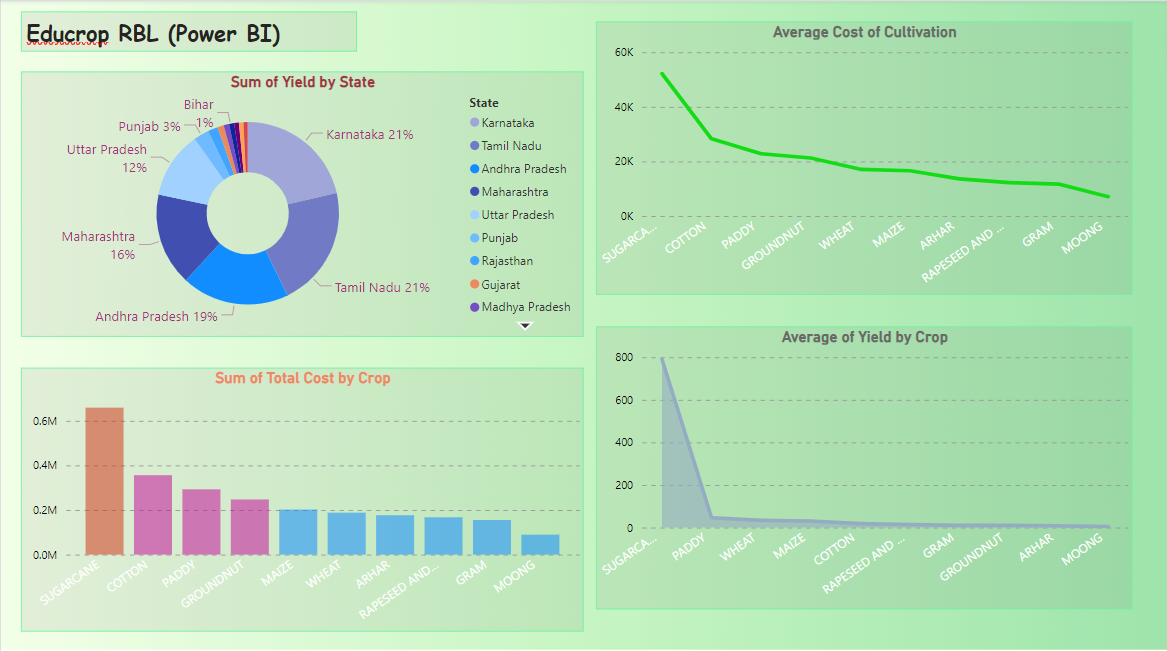 Educrop RBL (Power BI)
Sum of Yield by State
Bihar
1%
Punjab 3%
Uttar Pradesh
12%
Maharashtra
16%
Andhra Pradesh 19%
Tamil Nadu 21%
Karnataka 21%
State
Karnataka
Tamil Nadu
Andhra Pradesh
Maharashtra
Uttar Pradesh
Punjab
Rajasthan
Gujarat
Madhya Pradesh
Average Cost of Cultivation
60K
40K
20K
0K
SUGARCA...
COTTON
PADDY
GROUNDNUT
WHEAT
MAIZE
ARHAR
RAPESEED AND ...
GRAM
MOONG
Sum of Total Cost by Crop
0.6M
0.4M
0.2M
0.0M
SUGARCANE
COTTON
PADDY
GROUNDNUT
MAIZE
WHEAT
ARHAR
RAPESEED AND...
GRAM
MOONG
Average of Yield by Crop
800
600
400
200
0
SUGARCA...
PADDY
WHEAT
MAIZE
COTTON
RAPESEED AND ...
GRAM
GROUNDNUT
ARHAR
MOONG